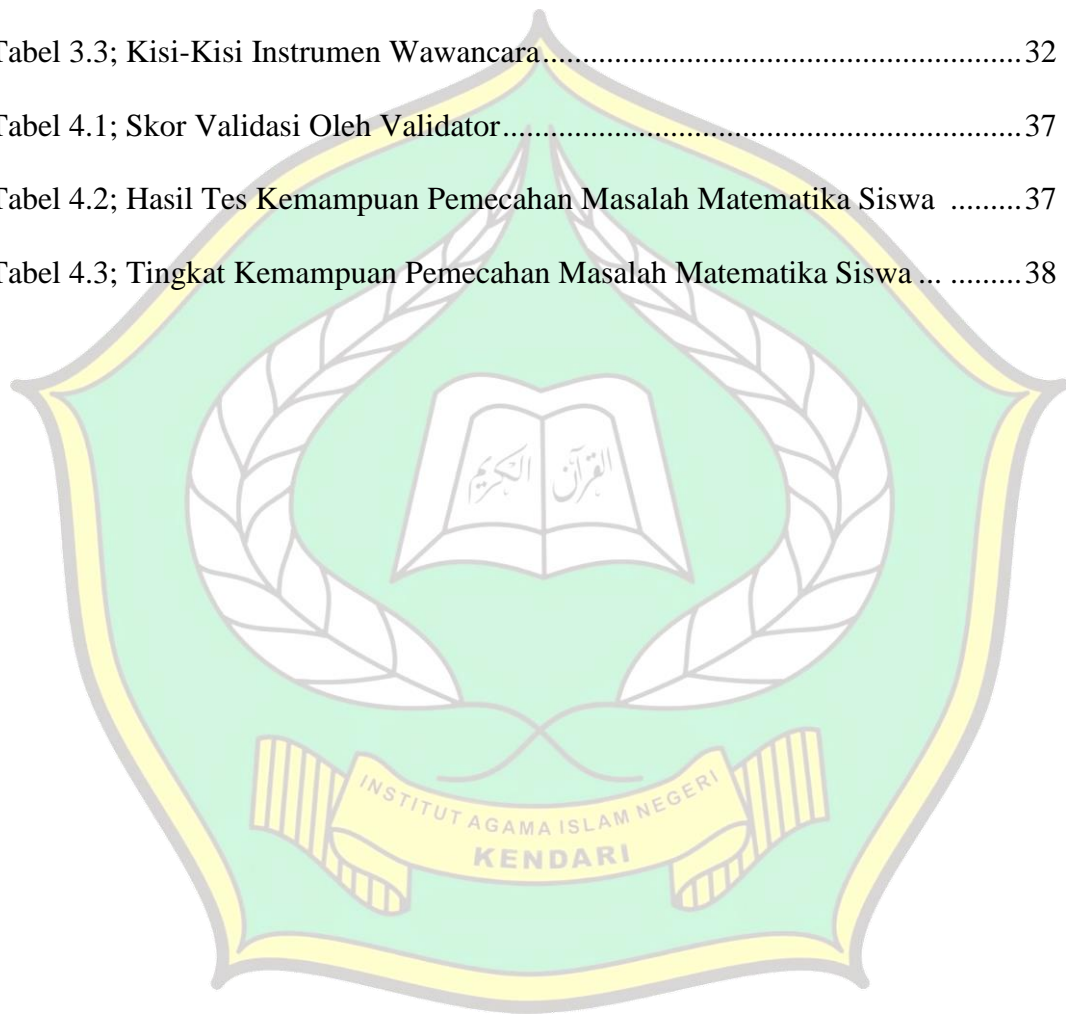 Tabel 3.3; Kisi-Kisi Instrumen Wawancara....................................................32
Tabel 4.1; Skor Validasi Oleh Validator.........................................................37
Tabel 4.2; Hasil Tes Kemampuan Pemecahan Masalah Matematika Siswa .........37
Tabel 4.3; Tingkat Kemampuan Pemecahan Masalah Matematika Siswa ... .........38
القرآن الكريم
INSTITUT AGAMA ISLAM NEGERI
KENDARI